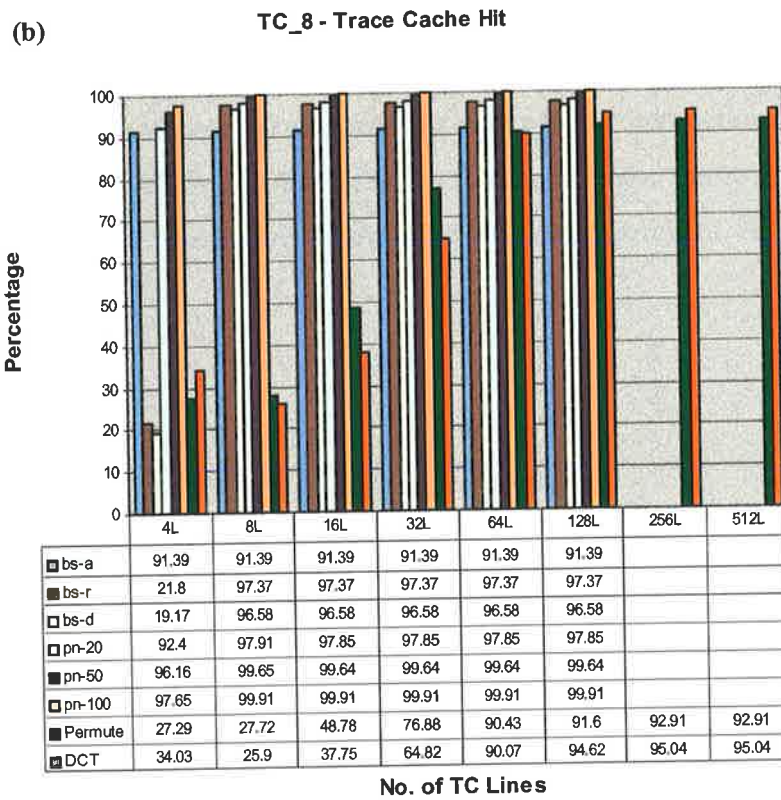 (b)
TC_8 - Trace Cache Hit
Percentage
100
90
80
70
60
50
40
30
20
10
0
4L 8L 16L 32L 64L 128L 256L 512L
bs-a 91.39 91.39 91.39 91.39 91.39 91.39
bs-r 21.8 97.37 97.37 97.37 97.37 97.37
bs-d 19.17 96.58 96.58 96.58 96.58 96.58
pn-20 92.4 97.91 97.85 97.85 97.85 97.85
pn-50 96.16 99.65 99.64 99.64 99.64 99.64
pn-100 97.65 99.91 99.91 99.91 99.91 99.91
Permute 27.29 27.72 48.78 76.88 90.43 91.6 92.91 92.91
DCT 34.03 25.9 37.75 64.82 90.07 94.62 95.04 95.04
No. of TC Lines